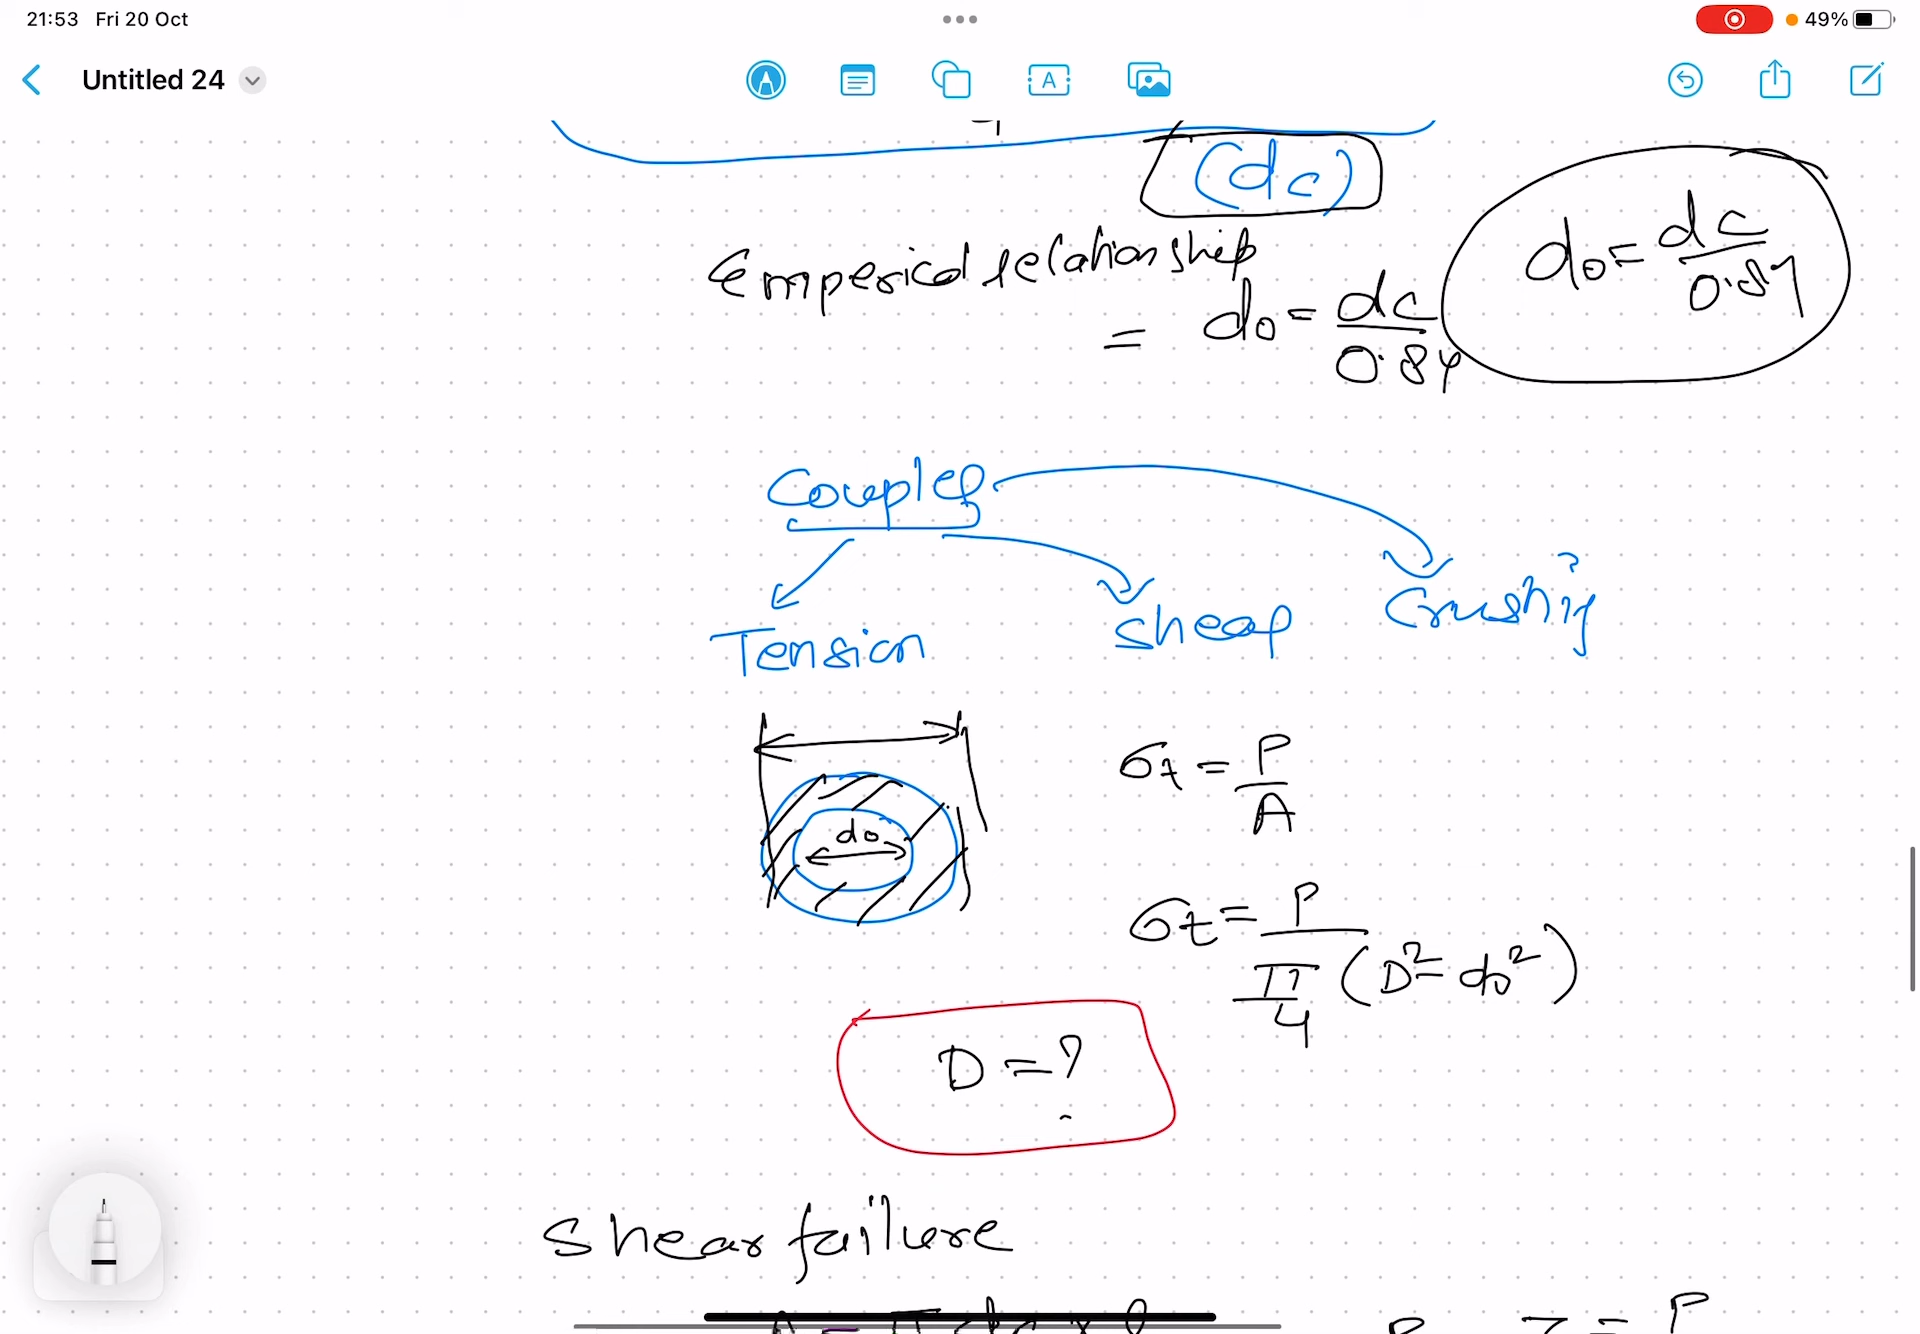 21:53 Fri 20 Oct
49%
Untitled 24
A
(dc)
Emperical relationship
= do = dc/0.84
do = dc/0.84
Coupler
Tension
Shear
Crushing
do
σt = P/A
σt = P/π/4 (D² - do²)
D = ?
Shear failure